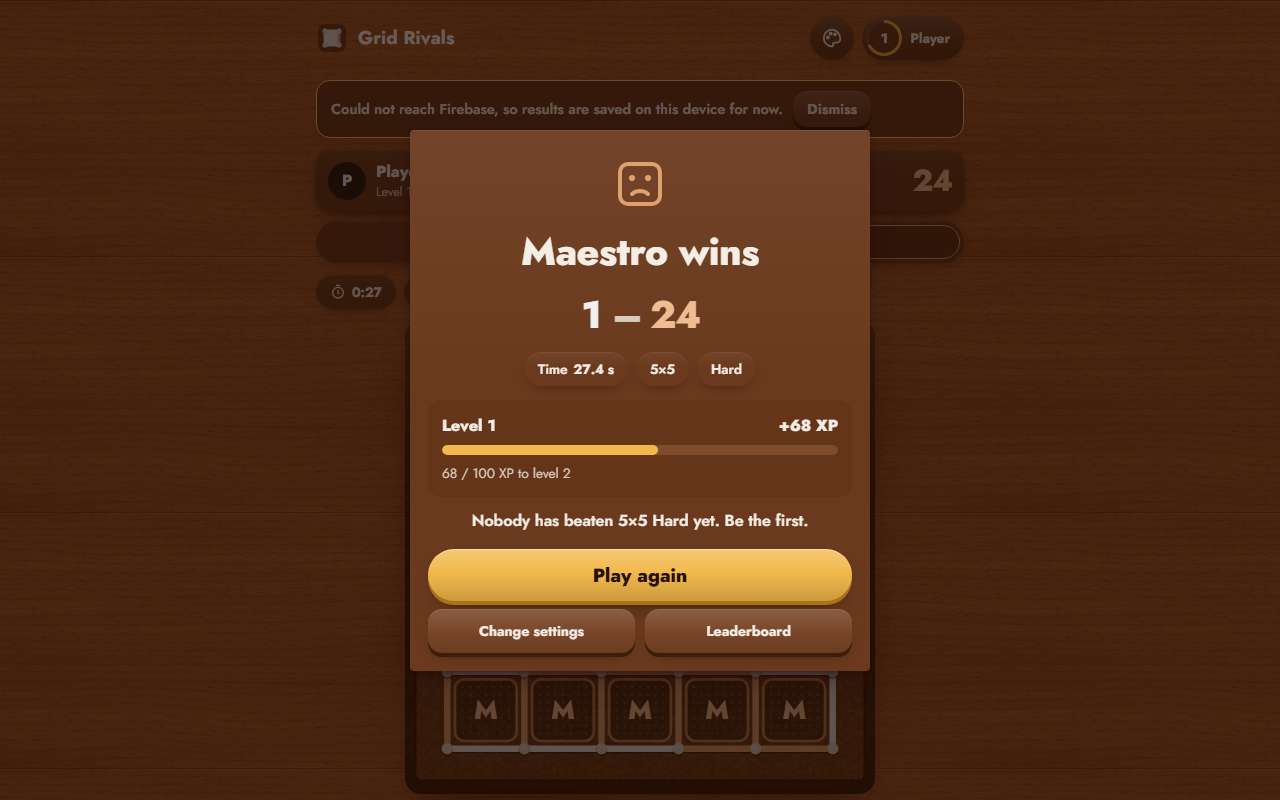 Grid Rivals
1 Player
Could not reach Firebase, so results are saved on this device for now. Dismiss
P
24
0:27
Maestro wins
1 – 24
Time 27.4 s 5×5 Hard
Level 1 +68 XP
68 / 100 XP to level 2
Nobody has beaten 5×5 Hard yet. Be the first.
Play again
Change settings Leaderboard
M M M M M